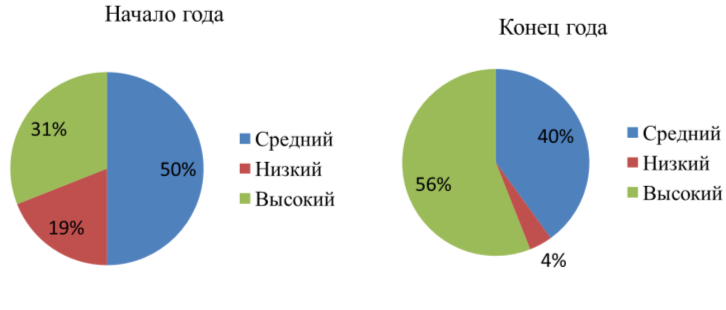 Начало года
31%
50%
19%
Средний
Низкий
Высокий
Конец года
40%
56%
4%
Средний
Низкий
Высокий